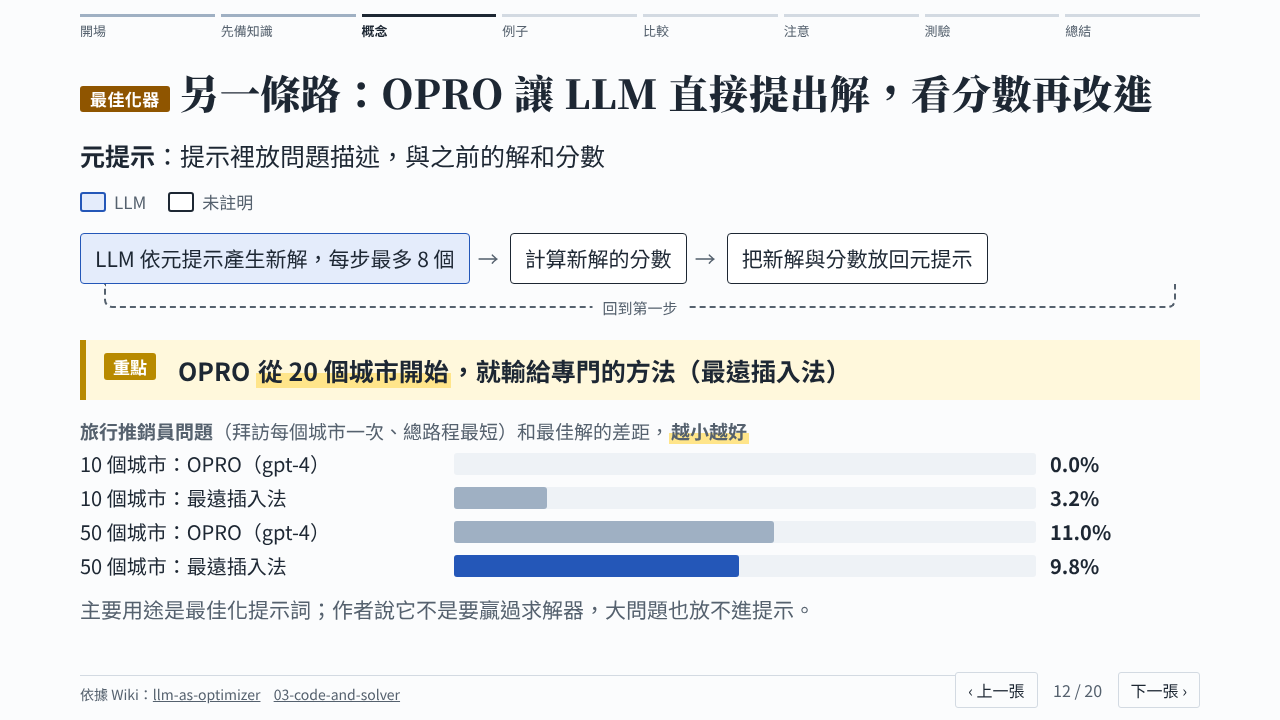 開場
先備知識
概念
例子
比較
注意
測驗
總結
最佳化器 另一條路：OPRO 讓 LLM 直接提出解，看分數再改進
元提示：提示裡放問題描述，與之前的解和分數
LLM 未註明
LLM 依元提示產生新解，每步最多 8 個 → 計算新解的分數 → 把新解與分數放回元提示
回到第一步
重點 OPRO 從 20 個城市開始，就輸給專門的方法（最遠插入法）
旅行推銷員問題（拜訪每個城市一次、總路程最短）和最佳解的差距，越小越好
10 個城市：OPRO（gpt-4） 0.0%
10 個城市：最遠插入法 3.2%
50 個城市：OPRO（gpt-4） 11.0%
50 個城市：最遠插入法 9.8%
主要用途是最佳化提示詞；作者說它不是要贏過求解器，大問題也放不進提示。
依據 Wiki：llm-as-optimizer 03-code-and-solver
‹ 上一張 12 / 20 下一張 ›